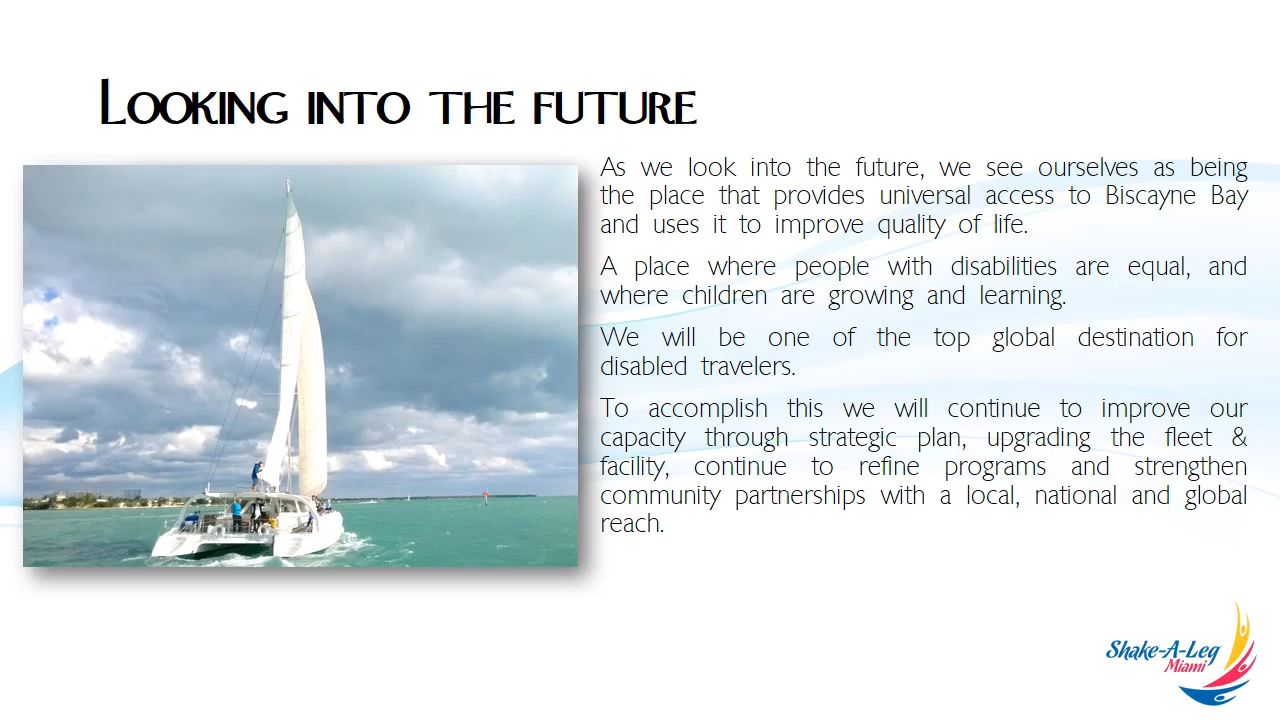 Looking into the future
As we look into the future, we see ourselves as being
the place that provides universal access to Biscayne Bay
and uses it to improve quality of life.
A place where people with disabilities are equal, and
where children are growing and learning.
We will be one of the top global destination for
disabled travelers.
To accomplish this we will continue to improve our
capacity through strategic plan, upgrading the fleet &
facility, continue to refine programs and strengthen
community partnerships with a local, national and global
reach.
Shake-A-Leg
Miami